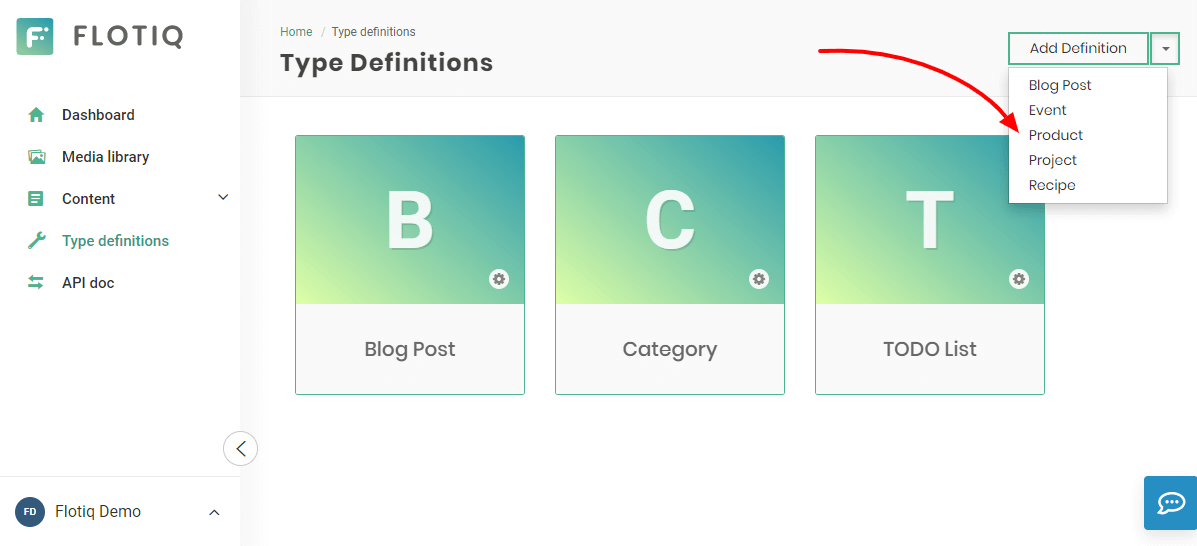 FLOTIQ
Home / Type definitions
Type Definitions
Add Definition
Blog Post
Event
Product
Project
Recipe
Dashboard
Media library
Content
Type definitions
API doc
B
C
T
Blog Post
Category
TODO List
FD Flotiq Demo